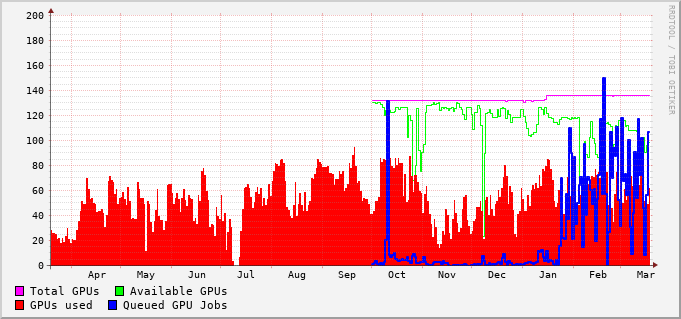 200
180
160
140
120
100
80
60
40
20
0
Apr May Jun Jul Aug Sep Oct Nov Dec Jan Feb Mar
Total GPUs Available GPUs
GPUs used Queued GPU Jobs
RRDTOOL / TOBI OETIKER